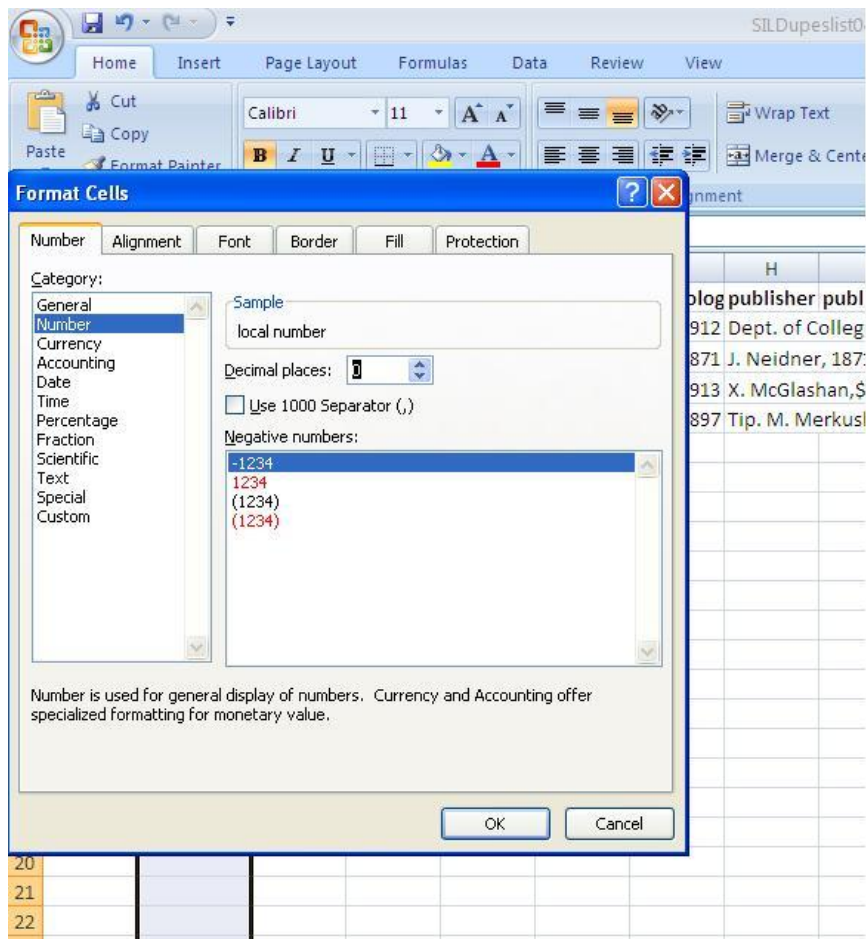 SILDupeslist0
Home Insert Page Layout Formulas Data Review View
Cut
Copy
Paste
Format Painter
Calibri 11 A A
B I U A
Wrap Text
Merge & Cente
gnment
Format Cells
Number Alignment Font Border Fill Protection
Category:
General
Number
Currency
Accounting
Date
Time
Percentage
Fraction
Scientific
Text
Special
Custom
Sample
local number
Decimal places: 0
Use 1000 Separator (,)
Negative numbers:
-1234
1234
(1234)
(1234)
Number is used for general display of numbers. Currency and Accounting offer
specialized formatting for monetary value.
OK Cancel
H
olog publisher publ
912 Dept. of Colleg
871 J. Neidner, 187
913 X. McGlashan,$
897 Tip. M. Merkus
20
21
22